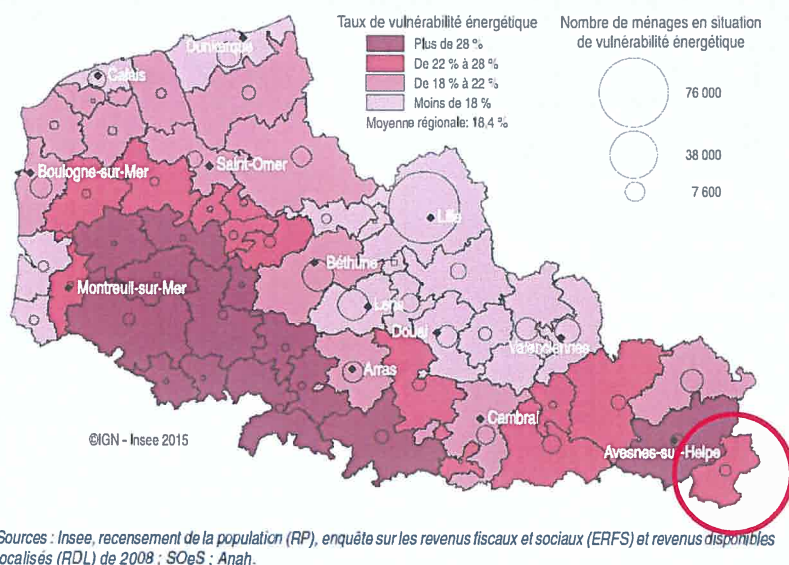 Taux de vulnérabilité énergétique
Plus de 28 %
De 22 % à 28 %
De 18 % à 22 %
Moins de 18 %
Moyenne régionale: 18,4 %
Nombre de ménages en situation
de vulnérabilité énergétique
76 000
38 000
7 600
Dunkerque
Calais
Saint-Omer
Boulogne-sur-Mer
Lille
Béthune
Montreuil-sur-Mer
Lens
Douai
Valenciennes
Arras
Cambrai
Avesnes-sur-Helpe
©IGN - Insee 2015
Sources : Insee, recensement de la population (RP), enquête sur les revenus fiscaux et sociaux (ERFS) et revenus disponibles
localisés (RDL) de 2008 ; SOeS ; Anah.